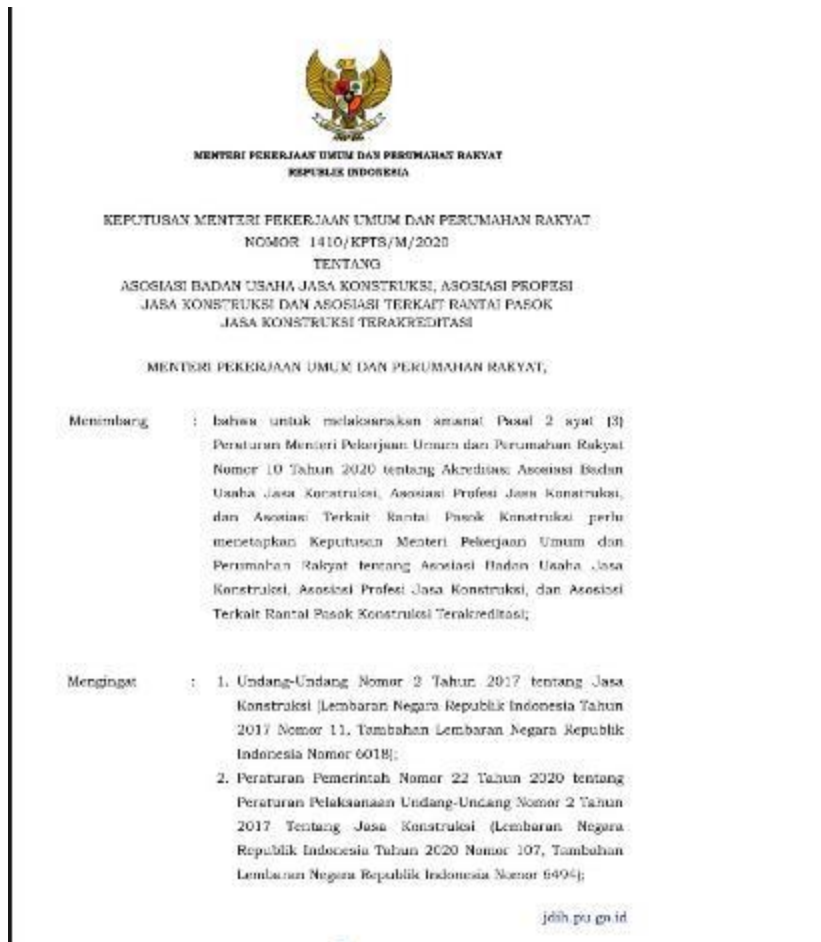 MENTERI PEKERJAAN UMUM DAN PERUMAHAN RAKYAT
REPUBLIK INDONESIA
KEPUTUSAN MENTERI PEKERJAAN UMUM DAN PERUMAHAN RAKYAT
NOMOR 1410/KPTS/M/2020
TENTANG
ASOSIASI BADAN USAHA JASA KONSTRUKSI, ASOSIASI PROFESI
JASA KONSTRUKSI DAN ASOSIASI TERKAIT RANTAI PASOK
JASA KONSTRUKSI TERAKREDITASI
MENTERI PEKERJAAN UMUM DAN PERUMAHAN RAKYAT,
Menimbang : bahwa untuk melaksanakan amanat Pasal 2 ayat (3)
Peraturan Menteri Pekerjaan Umum dan Perumahan Rakyat
Nomor 10 Tahun 2020 tentang Akreditasi Asosiasi Badan
Usaha Jasa Konstruksi, Asosiasi Profesi Jasa Konstruksi,
dan Asosiasi Terkait Rantai Pasok Konstruksi perlu
menetapkan Keputusan Menteri Pekerjaan Umum dan
Perumahan Rakyat tentang Asosiasi Badan Usaha Jasa
Konstruksi, Asosiasi Profesi Jasa Konstruksi, dan Asosiasi
Terkait Rantai Pasok Konstruksi Terakreditasi;
Mengingat : 1. Undang-Undang Nomor 2 Tahun 2017 tentang Jasa
Konstruksi (Lembaran Negara Republik Indonesia Tahun
2017 Nomor 11, Tambahan Lembaran Negara Republik
Indonesia Nomor 6018);
2. Peraturan Pemerintah Nomor 22 Tahun 2020 tentang
Peraturan Pelaksanaan Undang-Undang Nomor 2 Tahun
2017 Tentang Jasa Konstruksi (Lembaran Negara
Republik Indonesia Tahun 2020 Nomor 107, Tambahan
Lembaran Negara Republik Indonesia Nomor 6494);
jdih.pu.go.id